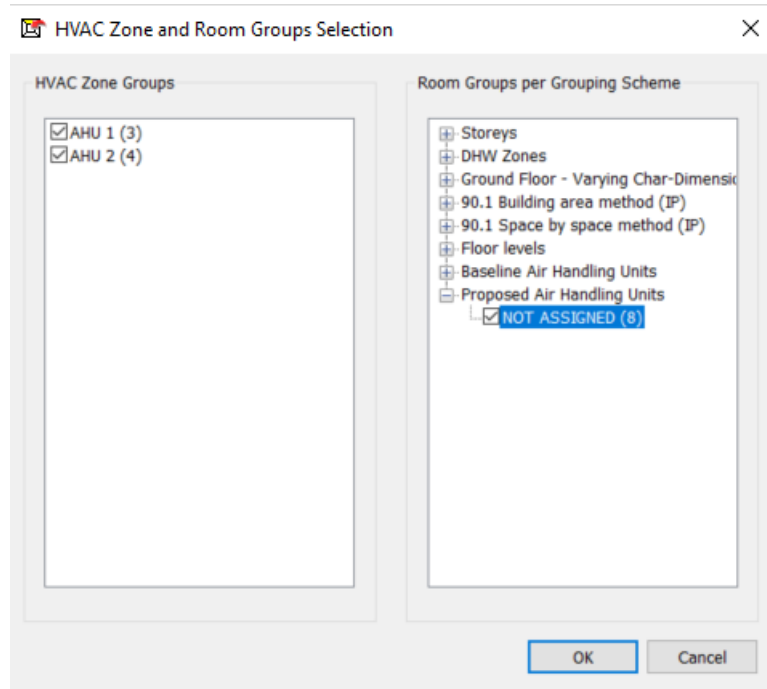 HVAC Zone and Room Groups Selection
HVAC Zone Groups
AHU 1 (3)
AHU 2 (4)
Room Groups per Grouping Scheme
Storeys
DHW Zones
Ground Floor - Varying Char-Dimensic
90.1 Building area method (IP)
90.1 Space by space method (IP)
Floor levels
Baseline Air Handling Units
Proposed Air Handling Units
NOT ASSIGNED (8)
OK
Cancel